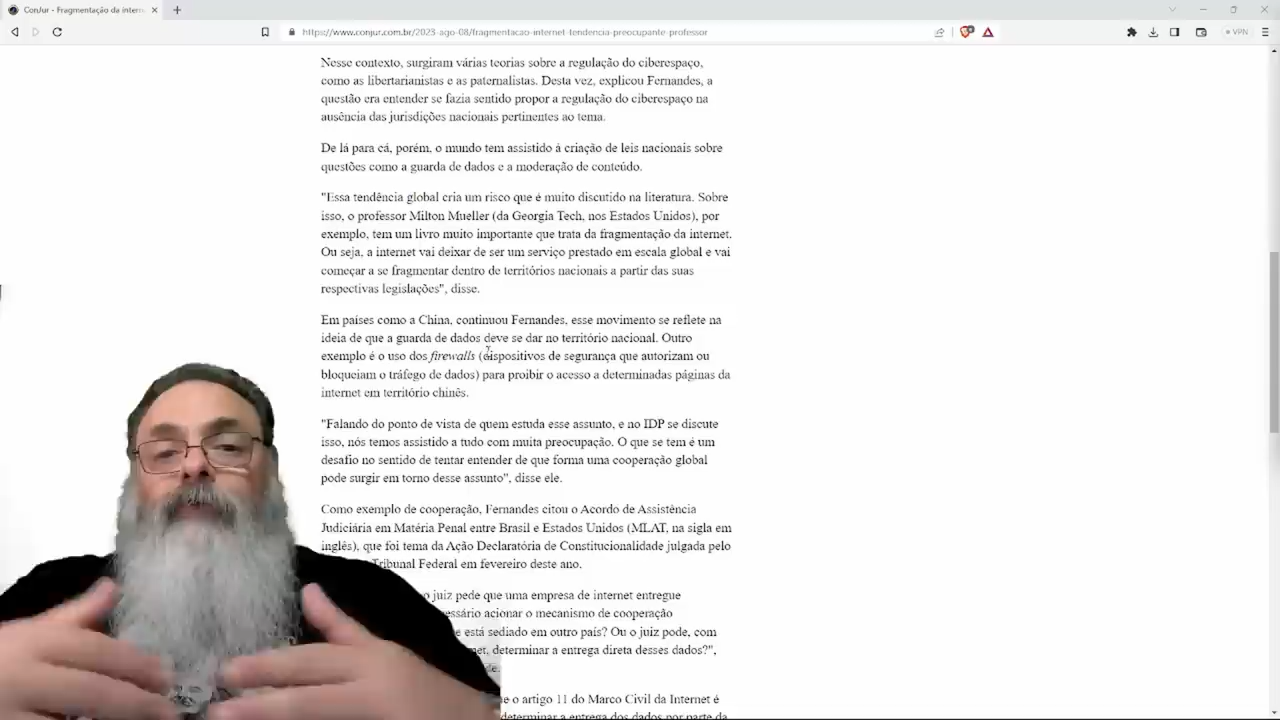 ConJur - Fragmentação da intern
https://www.conjur.com.br/2023-ago-08/fragmentacao-internet-tendencia-preocupante-professor
VPN
Nesse contexto, surgiram várias teorias sobre a regulação do ciberespaço,
como as libertarianistas e as paternalistas. Desta vez, explicou Fernandes, a
questão era entender se fazia sentido propor a regulação do ciberespaço na
ausência das jurisdições nacionais pertinentes ao tema.
De lá para cá, porém, o mundo tem assistido à criação de leis nacionais sobre
questões como a guarda de dados e a moderação de conteúdo.
"Essa tendência global cria um risco que é muito discutido na literatura. Sobre
isso, o professor Milton Mueller (da Georgia Tech, nos Estados Unidos), por
exemplo, tem um livro muito importante que trata da fragmentação da internet.
Ou seja, a internet vai deixar de ser um serviço prestado em escala global e vai
começar a se fragmentar dentro de territórios nacionais a partir das suas
respectivas legislações", disse.
Em países como a China, continuou Fernandes, esse movimento se reflete na
ideia de que a guarda de dados deve se dar no território nacional. Outro
exemplo é o uso dos firewalls (dispositivos de segurança que autorizam ou
bloqueiam o tráfego de dados) para proibir o acesso a determinadas páginas da
internet em território chinês.
"Falando do ponto de vista de quem estuda esse assunto, e no IDP se discute
isso, nós temos assistido a tudo com muita preocupação. O que se tem é um
desafio no sentido de tentar entender de que forma uma cooperação global
pode surgir em torno desse assunto", disse ele.
Como exemplo de cooperação, Fernandes citou o Acordo de Assistência
Judiciária em Matéria Penal entre Brasil e Estados Unidos (MLAT, na sigla em
inglês), que foi tema da Ação Declaratória de Constitucionalidade julgada pelo
Tribunal Federal em fevereiro deste ano.
o juiz pede que uma empresa de internet entregue
acionar o mecanismo de cooperação
está sediado em outro país? Ou o juiz pode, com
determinar a entrega direta desses dados?",
o artigo 11 do Marco Civil da Internet é
determinar a entrega dos dados por parte da